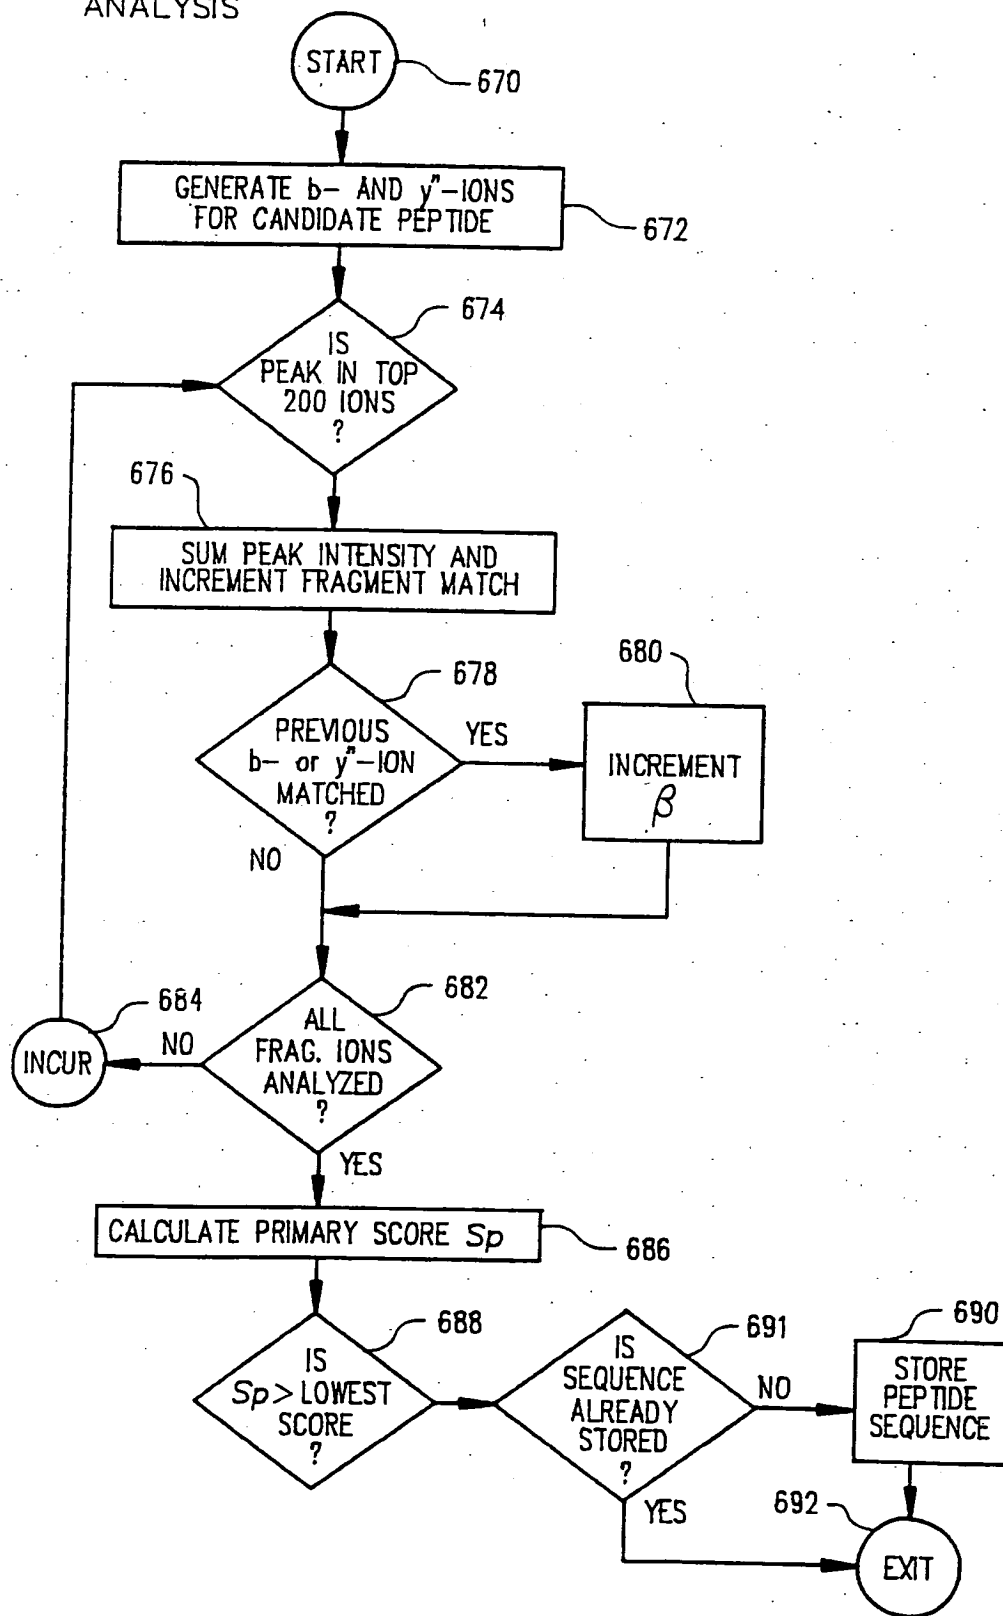 ANALYSIS
START
670
GENERATE b- AND y"-IONS
FOR CANDIDATE PEPTIDE
672
674
IS
PEAK IN TOP
200 IONS
?
676
SUM PEAK INTENSITY AND
INCREMENT FRAGMENT MATCH
678
680
PREVIOUS
b- or y"-ION
MATCHED
?
YES
INCREMENT
β
NO
682
684
ALL
FRAG. IONS
ANALYZED
?
NO
INCUR
YES
CALCULATE PRIMARY SCORE Sp
686
688
IS
Sp > LOWEST
SCORE
?
691
IS
SEQUENCE
ALREADY
STORED
?
NO
690
STORE
PEPTIDE
SEQUENCE
YES
692
EXIT